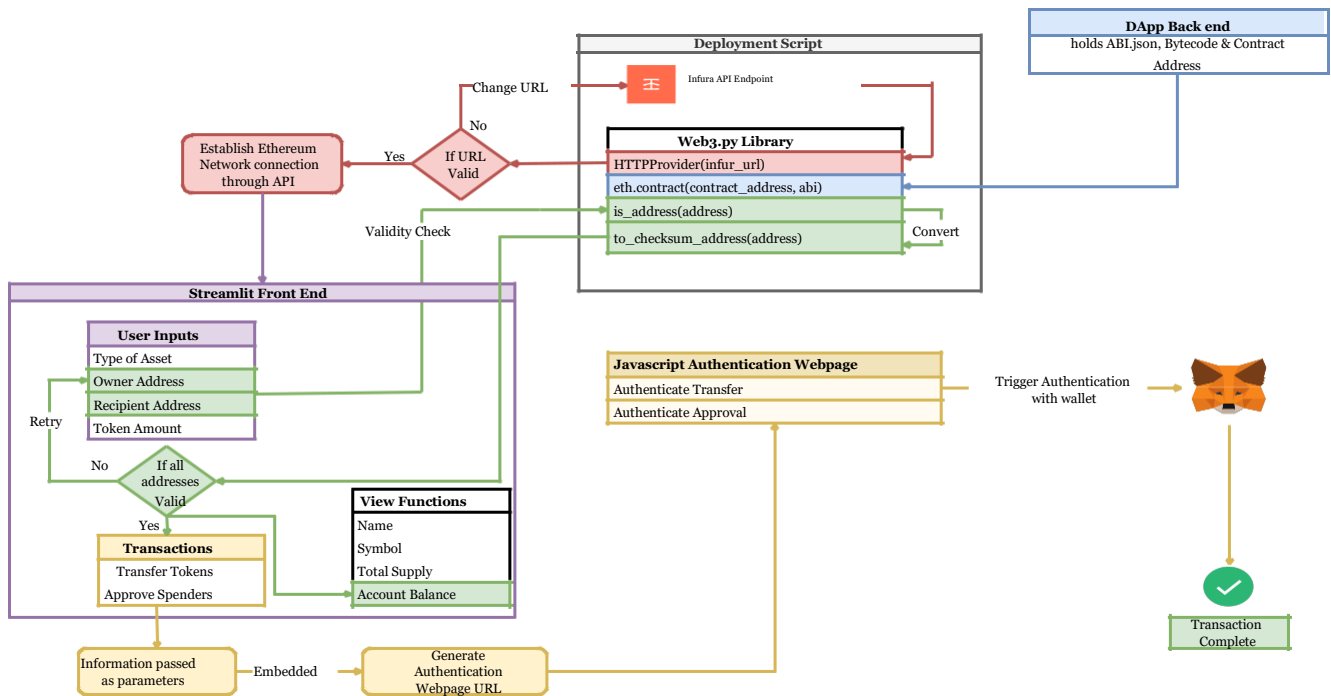 DApp Back end
holds ABI.json, Bytecode & Contract
Address
Deployment Script
Infura API Endpoint
Change URL
No
Web3.py Library
HTTPProvider(infur_url)
eth.contract(contract_address, abi)
is_address(address)
to_checksum_address(address)
Convert
If URL
Valid
Yes
Establish Ethereum
Network connection
through API
Validity Check
Streamlit Front End
User Inputs
Type of Asset
Owner Address
Recipient Address
Token Amount
Retry
No
If all
addresses
Valid
Yes
View Functions
Name
Symbol
Total Supply
Account Balance
Transactions
Transfer Tokens
Approve Spenders
Javascript Authentication Webpage
Authenticate Transfer
Authenticate Approval
Trigger Authentication
with wallet
Transaction
Complete
Information passed
as parameters
Embedded
Generate
Authentication
Webpage URL